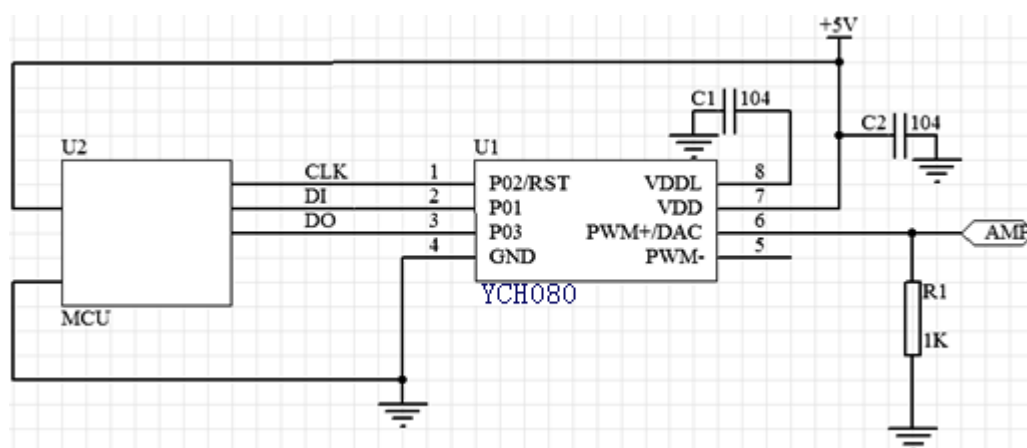 +5V
C1
104
C2
104
U2
U1
CLK
1
P02/RST
VDDL
8
DI
2
P01
VDD
7
DO
3
P03
PWM+/DAC
6
4
GND
PWM-
5
AMP
YCH080
MCU
R1
1K